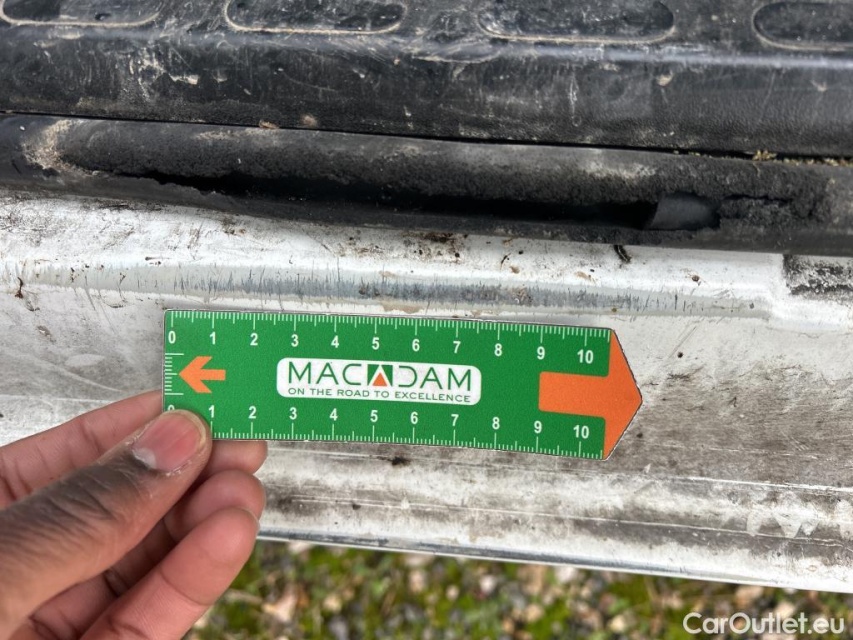 0 1 2 3 4 5 6 7 8 9 10
MACADAM
ON THE ROAD TO EXCELLENCE
0 1 2 3 4 5 6 7 8 9 10
CarOutlet.eu